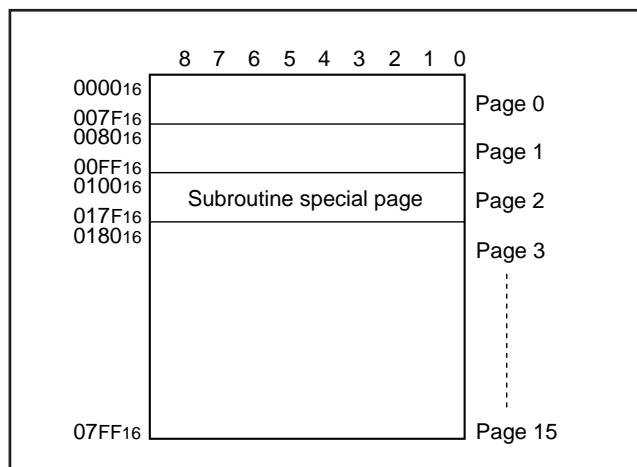 8 7 6 5 4 3 2 1 0
0000₁₆
Page 0
007F₁₆
0080₁₆
Page 1
00FF₁₆
0100₁₆
Subroutine special page
Page 2
017F₁₆
0180₁₆
Page 3
07FF₁₆
Page 15